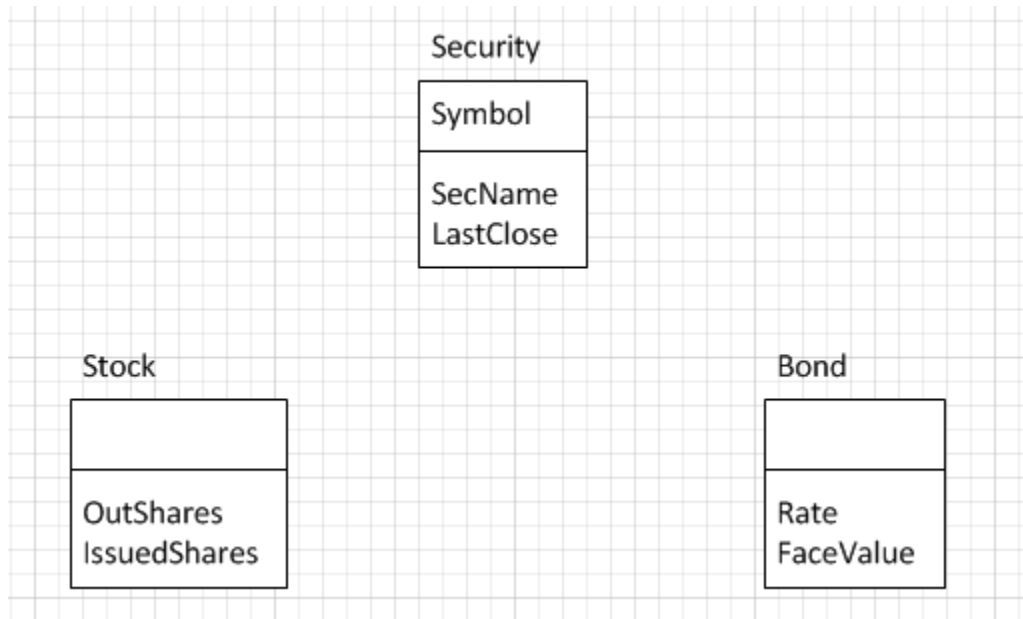 Security
Symbol
SecName
LastClose
Stock
OutShares
IssuedShares
Bond
Rate
FaceValue